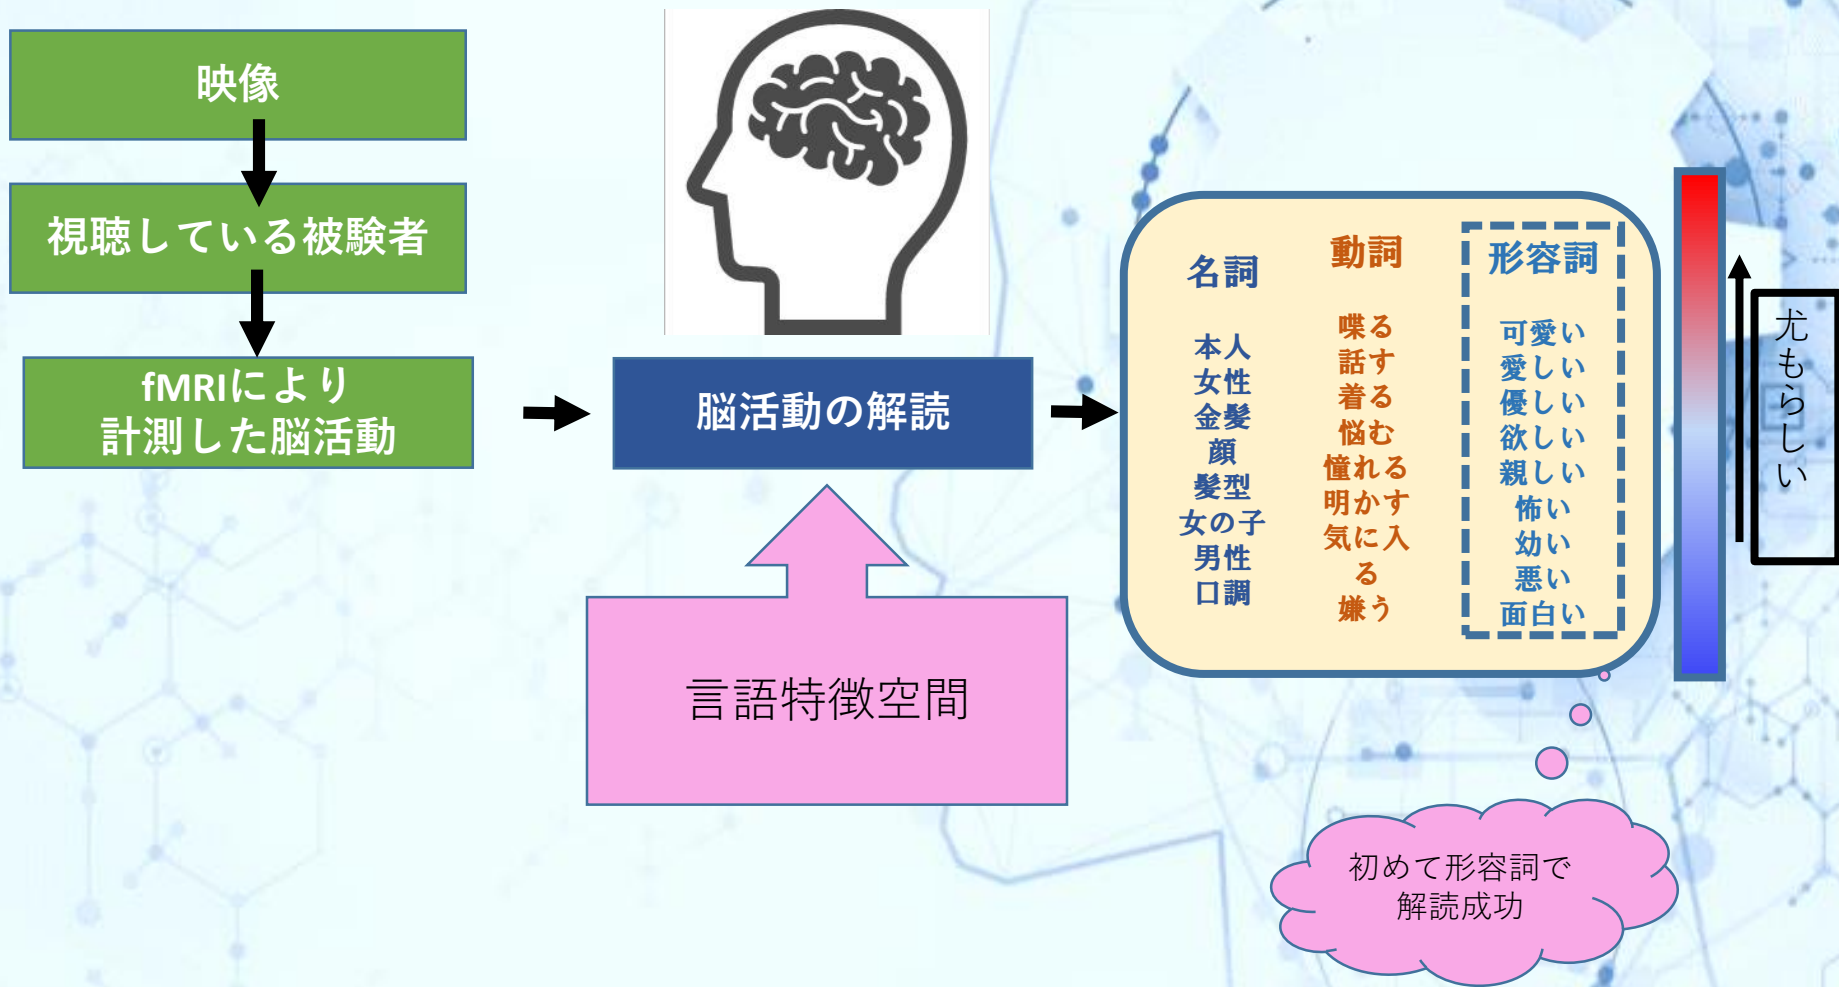 映像
視聴している被験者
fMRIにより
計測した脳活動
脳活動の解読
言語特徴空間
名詞
本人
女性
金髪
顔
髪型
女の子
男性
口調
動詞
喋る
話す
着る
悩む
憧れる
明かす
気に入
る
嫌う
形容詞
可愛い
愛しい
優しい
欲しい
親しい
怖い
幼い
悪い
面白い
尤もらしい
初めて形容詞で
解読成功